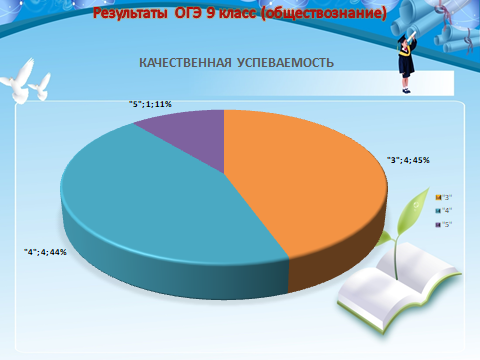 Результаты ОГЭ 9 класс (обществознание)
КАЧЕСТВЕННАЯ УСПЕВАЕМОСТЬ
"5"; 1; 11%
"3"; 4; 45%
"4"; 4; 44%
"3"
"4"
"5"